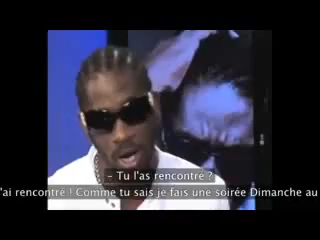 - Tu l'as rencontré ?
'ai rencontré ! Comme tu sais je fais une soirée Dimanche au